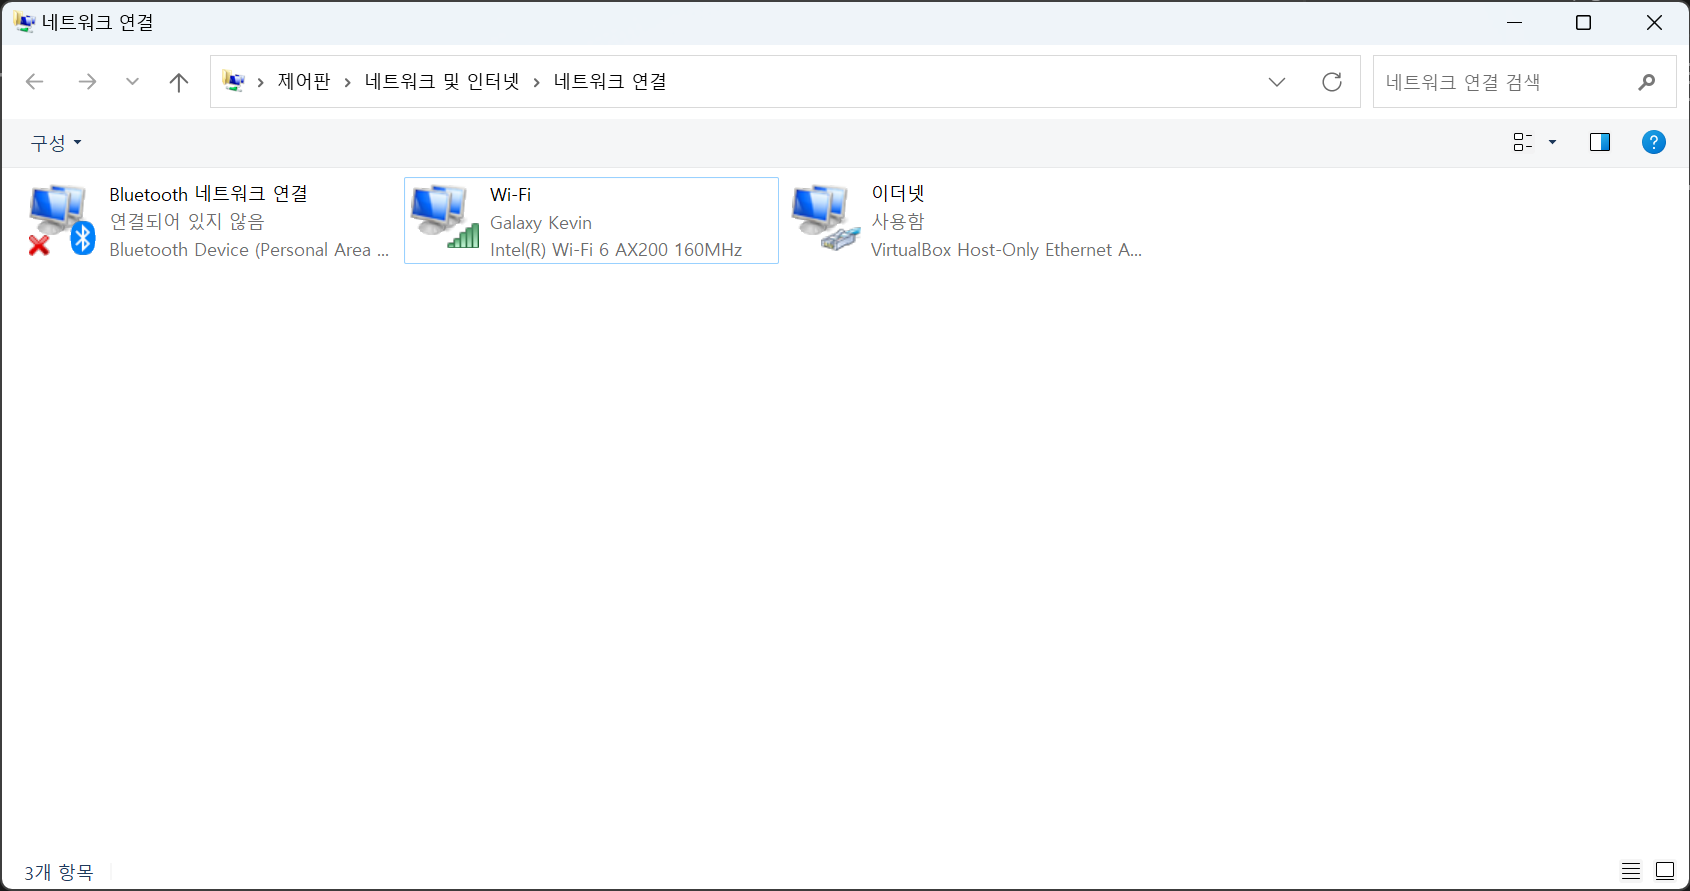 네트워크 연결
제어판 > 네트워크 및 인터넷 > 네트워크 연결
네트워크 연결 검색
구성
Bluetooth 네트워크 연결
연결되어 있지 않음
Bluetooth Device (Personal Area ...
Wi-Fi
Galaxy Kevin
Intel(R) Wi-Fi 6 AX200 160MHz
이더넷
사용함
VirtualBox Host-Only Ethernet A...
3개 항목